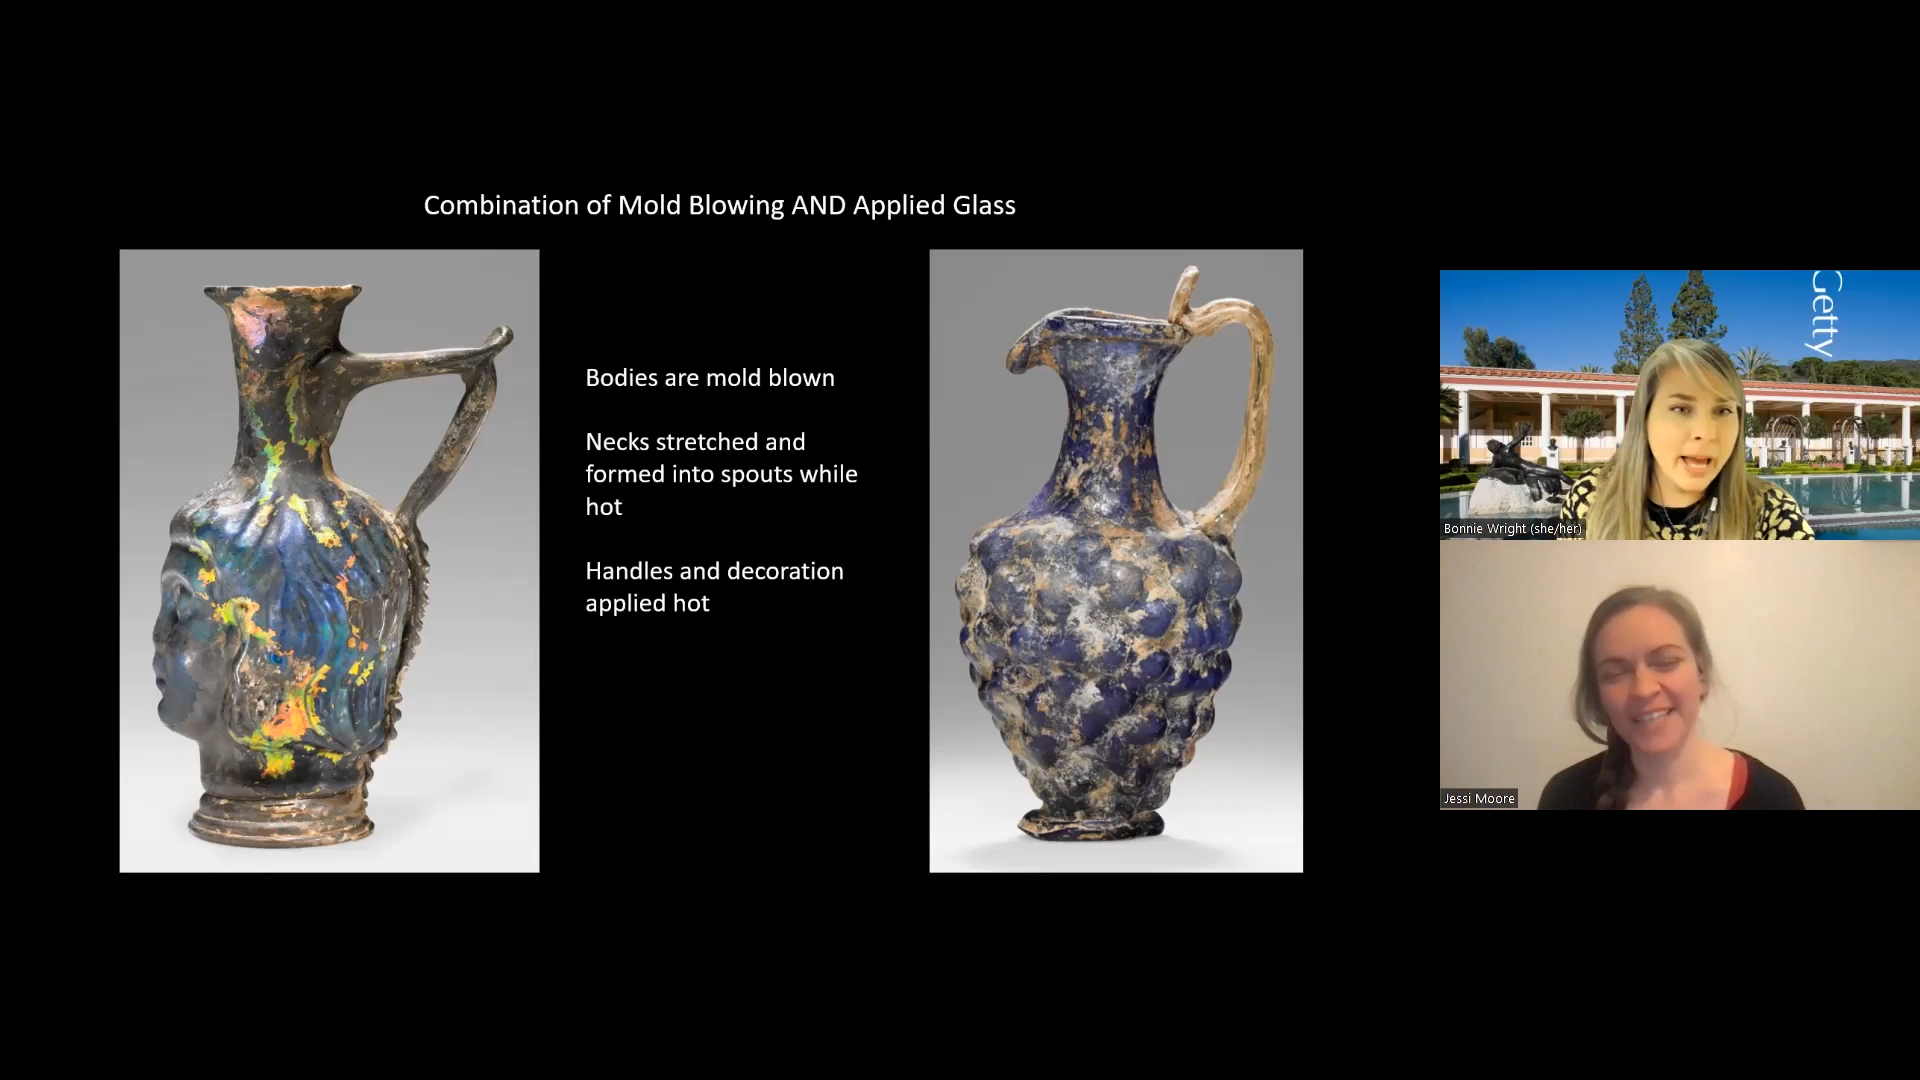 Combination of Mold Blowing AND Applied Glass
Bodies are mold blown
Necks stretched and
formed into spouts while
hot
Handles and decoration
applied hot
Getty
Bonnie Wright (she/her)
Jessi Moore